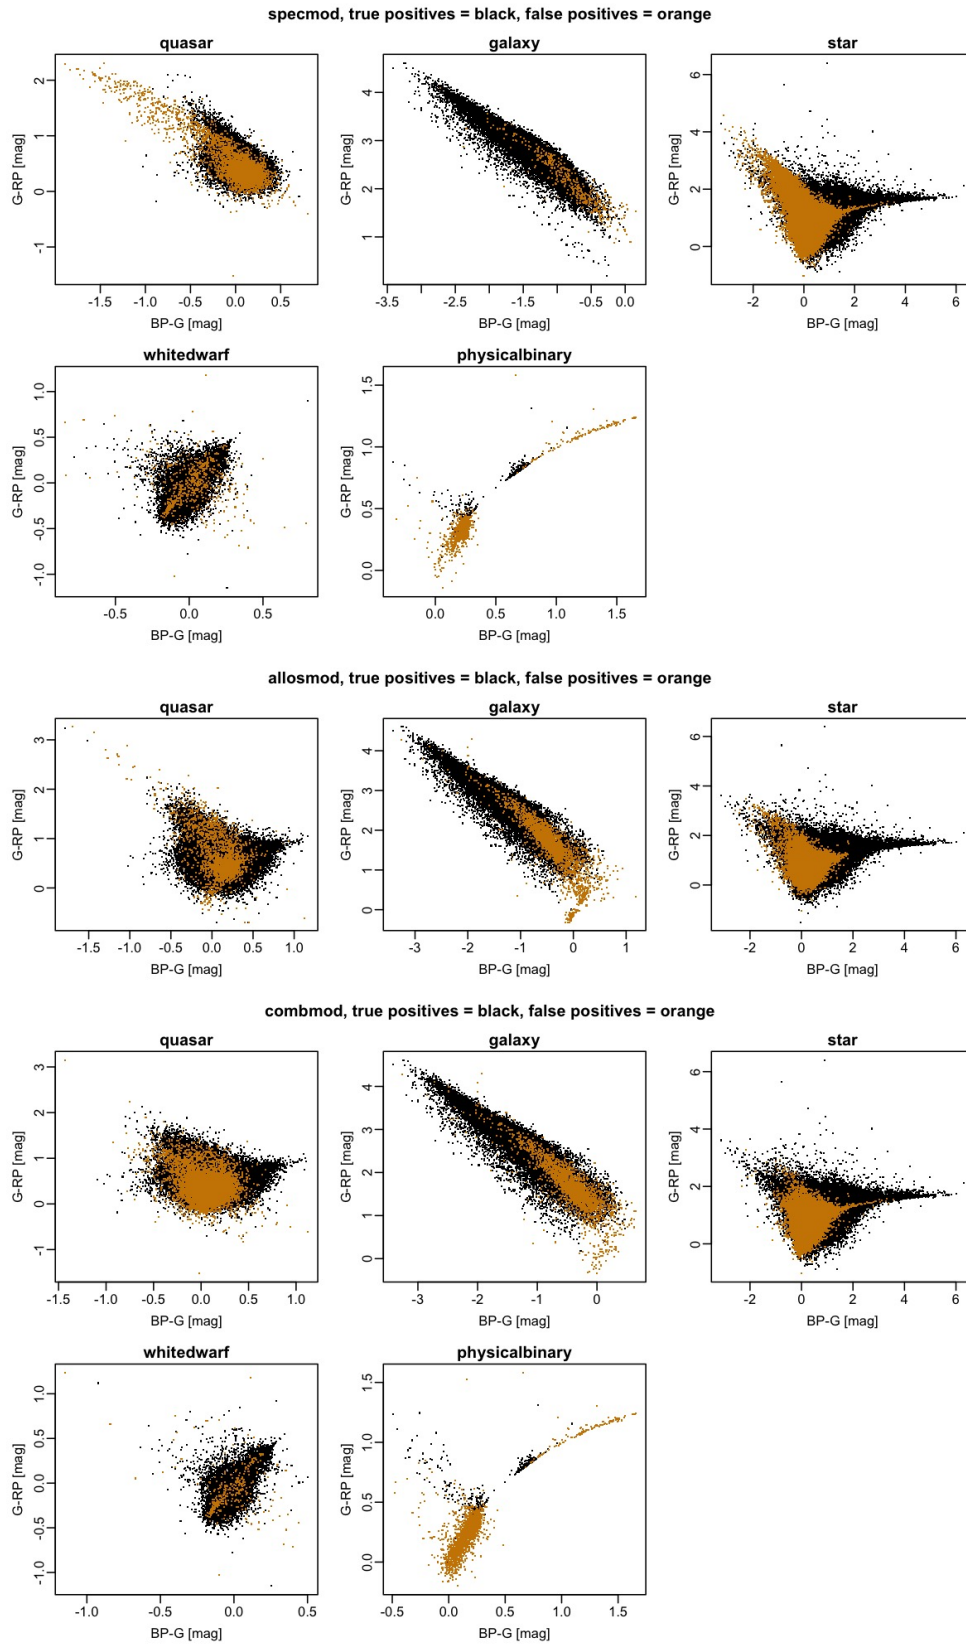 specmod, true positives = black, false positives = orange
quasar galaxy star
G-RP [mag] -1 0 1 2
-1.5 -1.0 -0.5 0.0 0.5
BP-G [mag]
G-RP [mag] 1 2 3 4
-3.5 -2.5 -1.5 -0.5 0.0
BP-G [mag]
G-RP [mag] 0 2 4 6
-2 0 2 4 6
BP-G [mag]
whitedwarf physicalbinary
G-RP [mag] -1.0 -0.5 0.0 0.5 1.0
-0.5 0.0 0.5
BP-G [mag]
G-RP [mag] 0.0 0.5 1.0 1.5
0.0 0.5 1.0 1.5
BP-G [mag]
allosmod, true positives = black, false positives = orange
quasar galaxy star
G-RP [mag] 0 1 2 3
-1.5 -1.0 -0.5 0.0 0.5 1.0
BP-G [mag]
G-RP [mag] 0 1 2 3 4
-3 -2 -1 0 1
BP-G [mag]
G-RP [mag] 0 2 4 6
-2 0 2 4 6
BP-G [mag]
combmod, true positives = black, false positives = orange
quasar galaxy star
G-RP [mag] -1 0 1 2 3
-1.5 -1.0 -0.5 0.0 0.5 1.0
BP-G [mag]
G-RP [mag] 0 1 2 3 4
-3 -2 -1 0
BP-G [mag]
G-RP [mag] 0 2 4 6
-2 0 2 4 6
BP-G [mag]
whitedwarf physicalbinary
G-RP [mag] -1.0 -0.5 0.0 0.5 1.0
-1.0 0.0 0.5
BP-G [mag]
G-RP [mag] 0.0 0.5 1.0 1.5
-0.5 0.0 0.5 1.0 1.5
BP-G [mag]